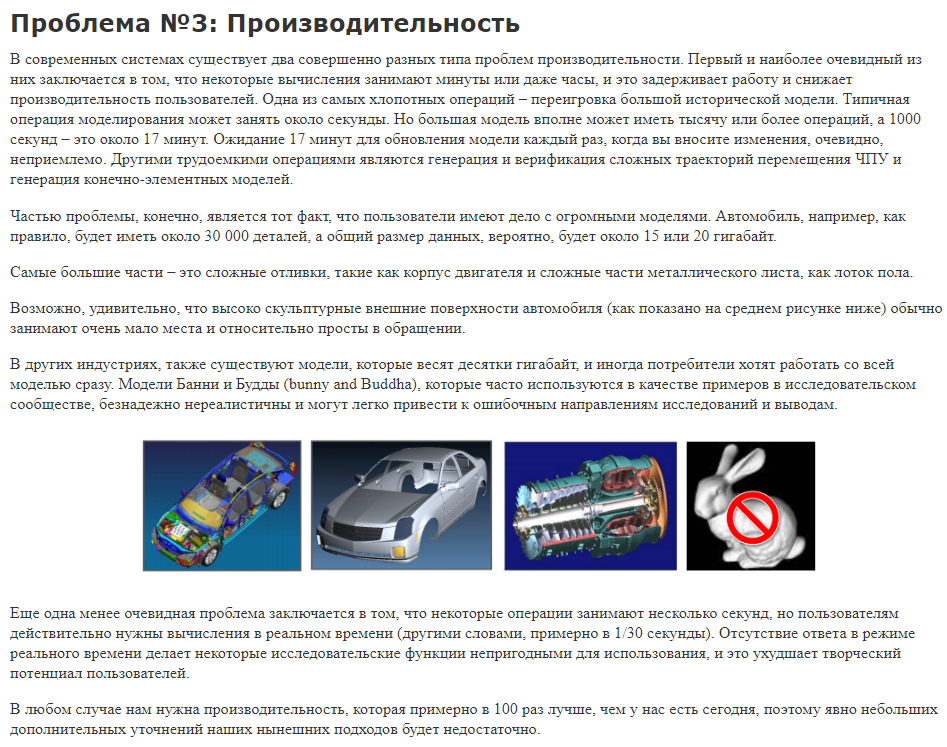 Проблема №3: Производительность
В современных системах существует два совершенно разных типа проблем производительности. Первый и наиболее очевидный из
них заключается в том, что некоторые вычисления занимают минуты или даже часы, и это задерживает работу и снижает
производительность пользователей. Одна из самых хлопотных операций – переигровка большой исторической модели. Типичная
операция моделирования может занять около секунды. Но большая модель вполне может иметь тысячу или более операций, а 1000
секунд – это около 17 минут. Ожидание 17 минут для обновления модели каждый раз, когда вы вносите изменения, очевидно,
неприемлемо. Другими трудоемкими операциями являются генерация и верификация сложных траекторий перемещения ЧПУ и
генерация конечно-элементных моделей.
Частью проблемы, конечно, является тот факт, что пользователи имеют дело с огромными моделями. Автомобиль, например, как
правило, будет иметь около 30 000 деталей, а общий размер данных, вероятно, будет около 15 или 20 гигабайт.
Самые большие части – это сложные отливки, такие как корпус двигателя и сложные части металлического листа, как лоток пола.
Возможно, удивительно, что высоко скульптурные внешние поверхности автомобиля (как показано на среднем рисунке ниже) обычно
занимают очень мало места и относительно просты в обращении.
В других индустриях, также существуют модели, которые весят десятки гигабайт, и иногда потребители хотят работать со всей
моделью сразу. Модели Банни и Будды (bunny and Buddha), которые часто используются в качестве примеров в исследовательском
сообществе, безнадежно нереалистичны и могут легко привести к ошибочным направлениям исследований и выводам.
Еще одна менее очевидная проблема заключается в том, что некоторые операции занимают несколько секунд, но пользователям
действительно нужны вычисления в реальном времени (другими словами, примерно в 1/30 секунды). Отсутствие ответа в режиме
реального времени делает некоторые исследовательские функции непригодными для использования, и это ухудшает творческий
потенциал пользователей.
В любом случае нам нужна производительность, которая примерно в 100 раз лучше, чем у нас есть сегодня, поэтому явно небольших
дополнительных уточнений наших нынешних подходов будет недостаточно.